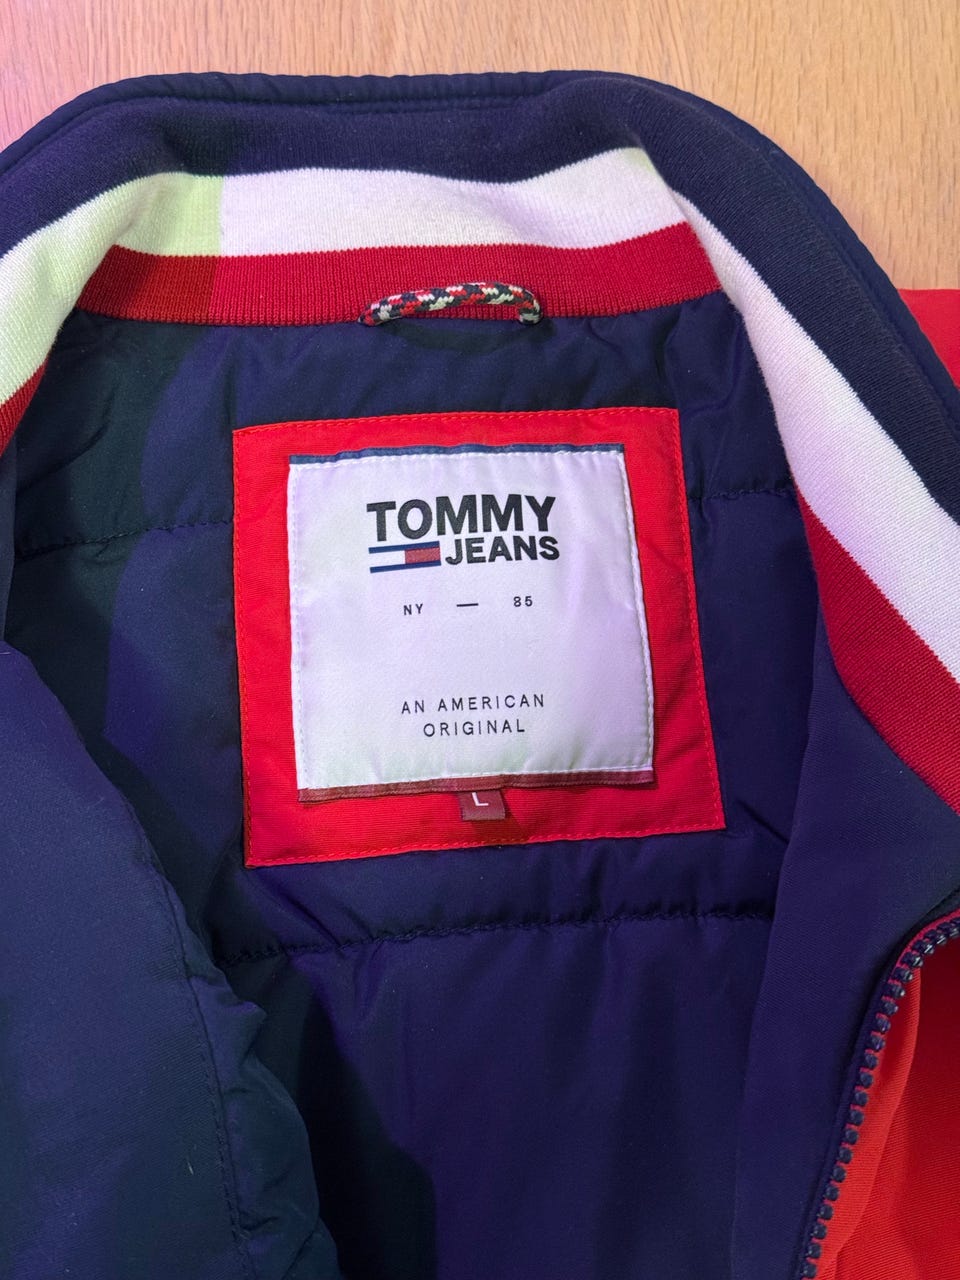 TOMMY
JEANS
NY — 85
AN AMERICAN
ORIGINAL
L